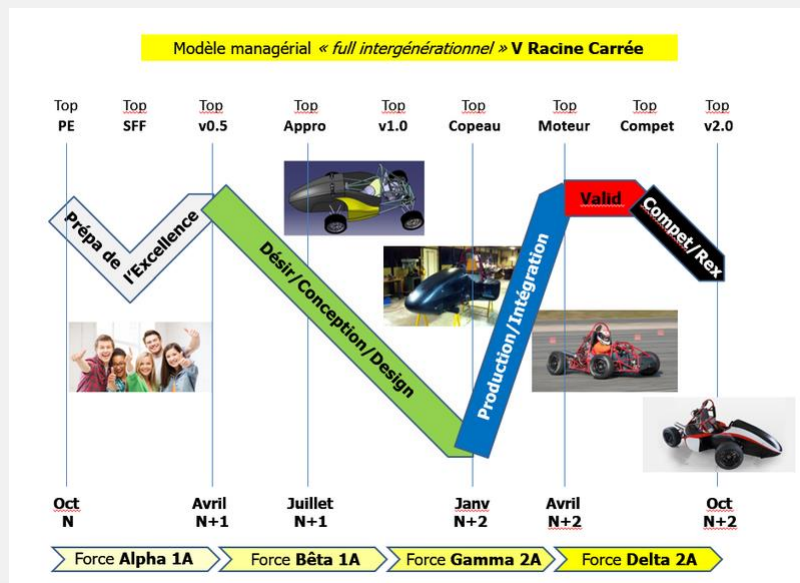 Modèle managérial « full intergénérationnel » V Racine Carrée
Top PE
Top SFF
Top v0.5
Top Appro
Top v1.0
Top Copeau
Top Moteur
Top Compet
Top v2.0
Prépa de l'Excellence
Désir/Conception/Design
Production/Intégration
Valid
Compet/Rex
Oct N
Avril N+1
Juillet N+1
Janv N+2
Avril N+2
Oct N+2
Force Alpha 1A
Force Bêta 1A
Force Gamma 2A
Force Delta 2A